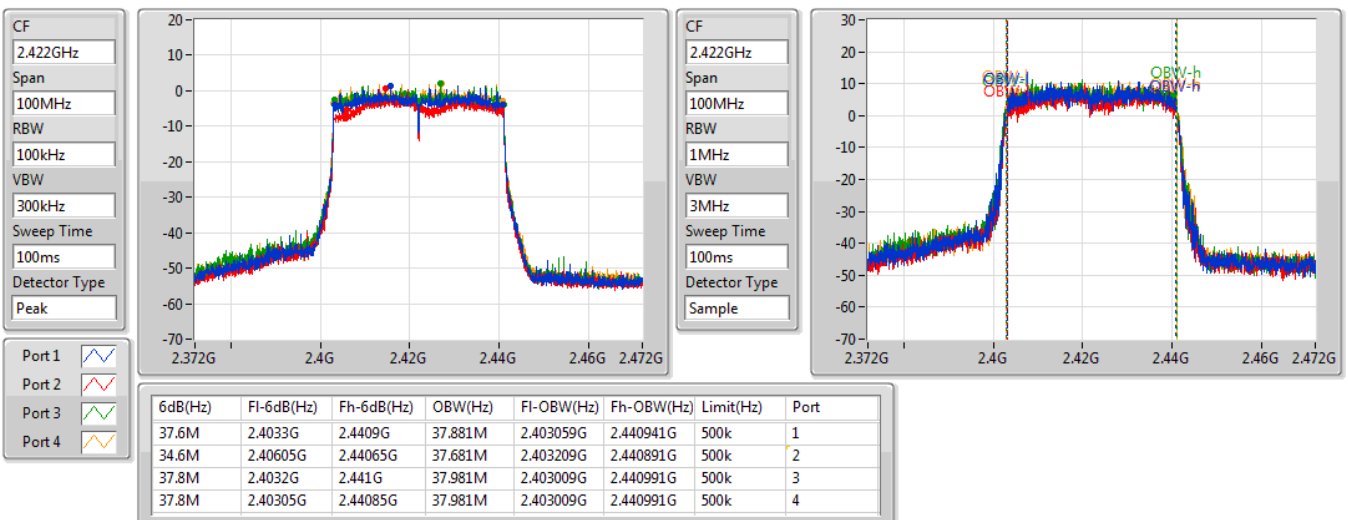 CF
2.422GHz
Span
100MHz
RBW
100kHz
VBW
300kHz
Sweep Time
100ms
Detector Type
Peak
20
10
0
-10
-20
-30
-40
-50
-60
-70
2.372G 2.4G 2.42G 2.44G 2.46G 2.472G
CF
2.422GHz
Span
100MHz
RBW
1MHz
VBW
3MHz
Sweep Time
100ms
Detector Type
Sample
30
20
10
0
-10
-20
-30
-40
-50
-60
-70
OBW-h
OBW-h
2.372G 2.4G 2.42G 2.44G 2.46G 2.472G
Port 1
Port 2
Port 3
Port 4
6dB(Hz) Fl-6dB(Hz) Fh-6dB(Hz) OBW(Hz) Fl-OBW(Hz) Fh-OBW(Hz) Limit(Hz) Port
37.6M 2.4033G 2.4409G 37.881M 2.403059G 2.440941G 500k 1
34.6M 2.40605G 2.44065G 37.681M 2.403209G 2.440891G 500k 2
37.8M 2.4032G 2.441G 37.981M 2.403009G 2.440991G 500k 3
37.8M 2.40305G 2.44085G 37.981M 2.403009G 2.440991G 500k 4